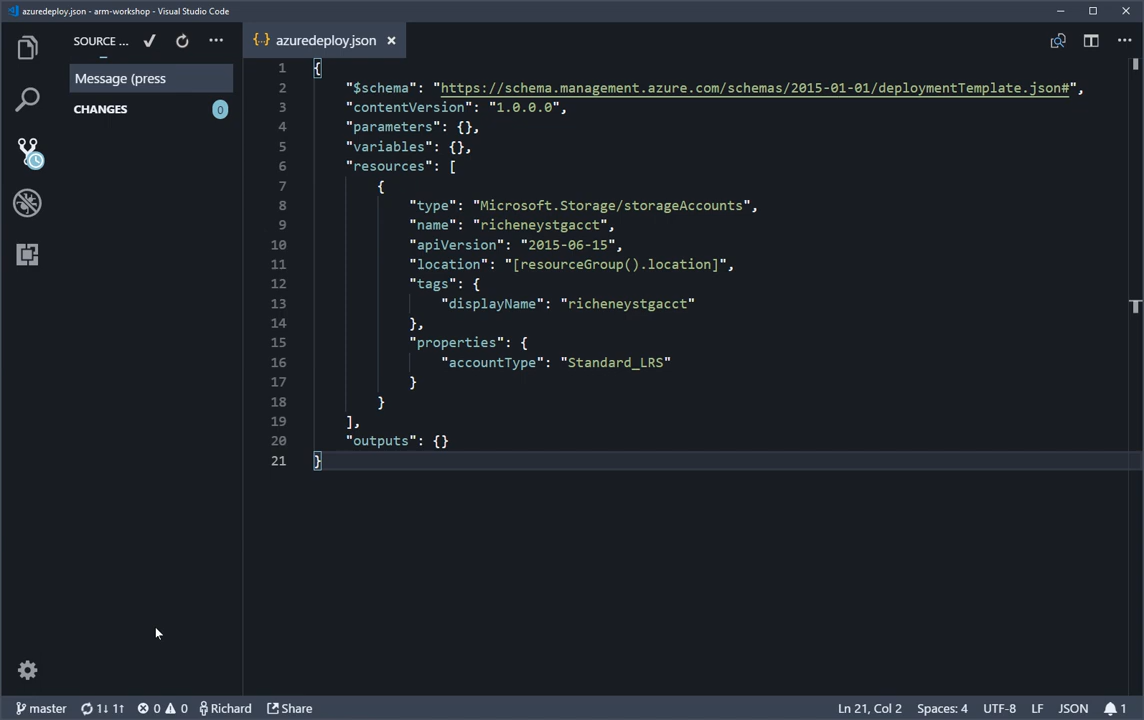 azuredeploy.json - arm-workshop - Visual Studio Code
SOURCE ...
Message (press
CHANGES 0
azuredeploy.json
1 {
2 "$schema": "https://schema.management.azure.com/schemas/2015-01-01/deploymentTemplate.json#",
3 "contentVersion": "1.0.0.0",
4 "parameters": {},
5 "variables": {},
6 "resources": [
7 {
8 "type": "Microsoft.Storage/storageAccounts",
9 "name": "richeneystgacct",
10 "apiVersion": "2015-06-15",
11 "location": "[resourceGroup().location]",
12 "tags": {
13 "displayName": "richeneystgacct"
14 },
15 "properties": {
16 "accountType": "Standard_LRS"
17 }
18 }
19 ],
20 "outputs": {}
21 }
master 1↓ 1↑ 0 0 Richard Share Ln 21, Col 2 Spaces: 4 UTF-8 LF JSON 1